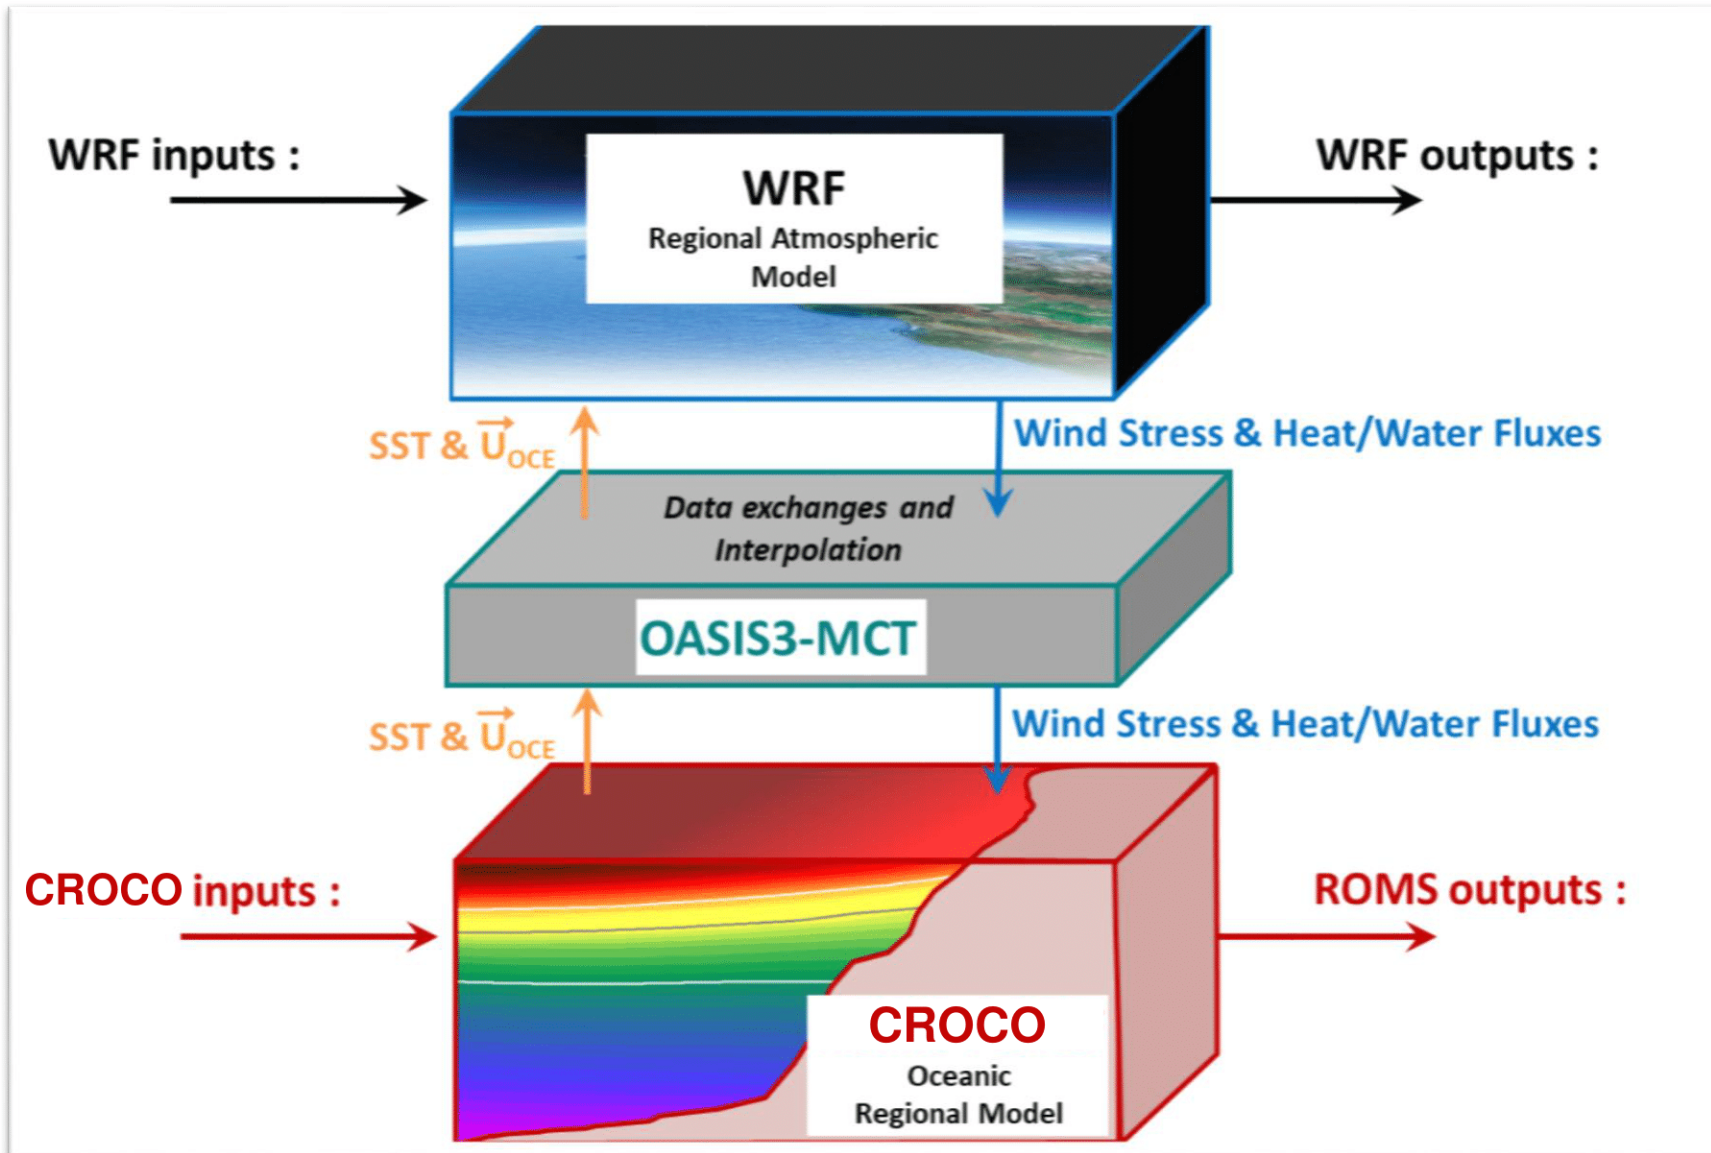 WRF inputs :
WRF
Regional Atmospheric
Model
WRF outputs :
SST & U OCE
Wind Stress & Heat/Water Fluxes
Data exchanges and
Interpolation
OASIS3-MCT
SST & U OCE
Wind Stress & Heat/Water Fluxes
CROCO inputs :
ROMS outputs :
CROCO
Oceanic
Regional Model